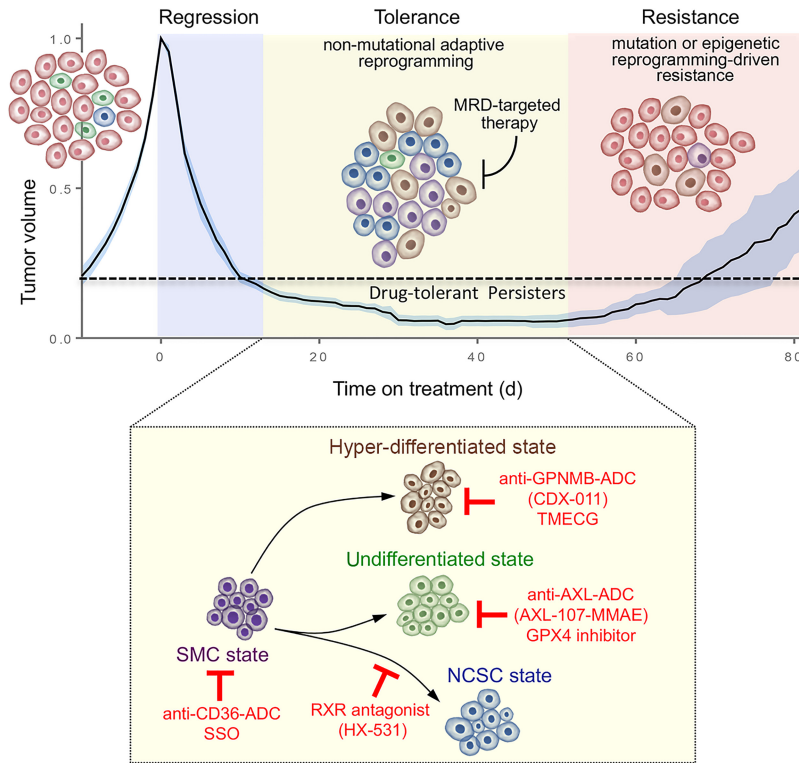 Regression
Tolerance
Resistance
non-mutational adaptive
reprogramming
mutation or epigenetic
reprogramming-driven
resistance
MRD-targeted
therapy
1.0
0.5
0.0
Tumor volume
Drug-tolerant Persisters
0
20
40
60
80
Time on treatment (d)
Hyper-differentiated state
anti-GPNMB-ADC
(CDX-011)
TMECG
Undifferentiated state
anti-AXL-ADC
(AXL-107-MMAE)
GPX4 inhibitor
SMC state
NCSC state
anti-CD36-ADC
SSO
RXR antagonist
(HX-531)